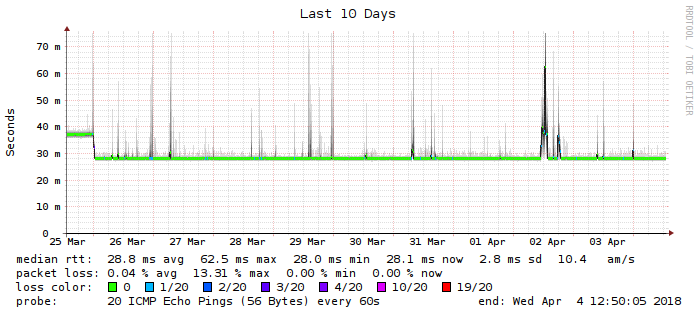 Last 10 Days
RRDTOOL / TOBI OETIKER
Seconds
70 m
60 m
50 m
40 m
30 m
20 m
10 m
0
25 Mar 26 Mar 27 Mar 28 Mar 29 Mar 30 Mar 31 Mar 01 Apr 02 Apr 03 Apr
median rtt: 28.8 ms avg 62.5 ms max 28.0 ms min 28.1 ms now 2.8 ms sd 10.4 am/s
packet loss: 0.04 % avg 13.31 % max 0.00 % min 0.00 % now
loss color: 0 1/20 2/20 3/20 4/20 10/20 19/20
probe: 20 ICMP Echo Pings (56 Bytes) every 60s end: Wed Apr 4 12:50:05 2018